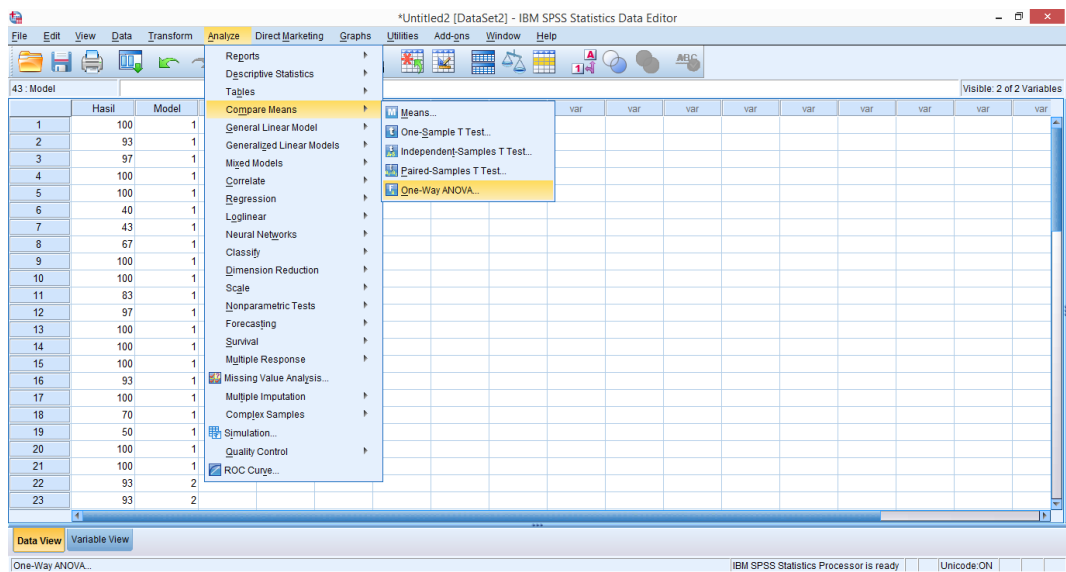 *Untitled2 [DataSet2] - IBM SPSS Statistics Data Editor
File Edit View Data Transform Analyze Direct Marketing Graphs Utilities Add-ons Window Help
43 : Model
Visible: 2 of 2 Variables
Hasil Model var var var var var var var var var
1 100 1
2 93 1
3 97 1
4 100 1
5 100 1
6 40 1
7 43 1
8 67 1
9 100 1
10 100 1
11 83 1
12 97 1
13 100 1
14 100 1
15 100 1
16 93 1
17 100 1
18 70 1
19 50 1
20 100 1
21 100 1
22 93 2
23 93 2
Reports
Descriptive Statistics
Tables
Compare Means
General Linear Model
Generalized Linear Models
Mixed Models
Correlate
Regression
Loglinear
Neural Networks
Classify
Dimension Reduction
Scale
Nonparametric Tests
Forecasting
Survival
Multiple Response
Missing Value Analysis...
Multiple Imputation
Complex Samples
Simulation...
Quality Control
ROC Curve...
Means...
One-Sample T Test...
Independent-Samples T Test...
Paired-Samples T Test...
One-Way ANOVA...
Data View Variable View
One-Way ANOVA...
IBM SPSS Statistics Processor is ready
Unicode:ON